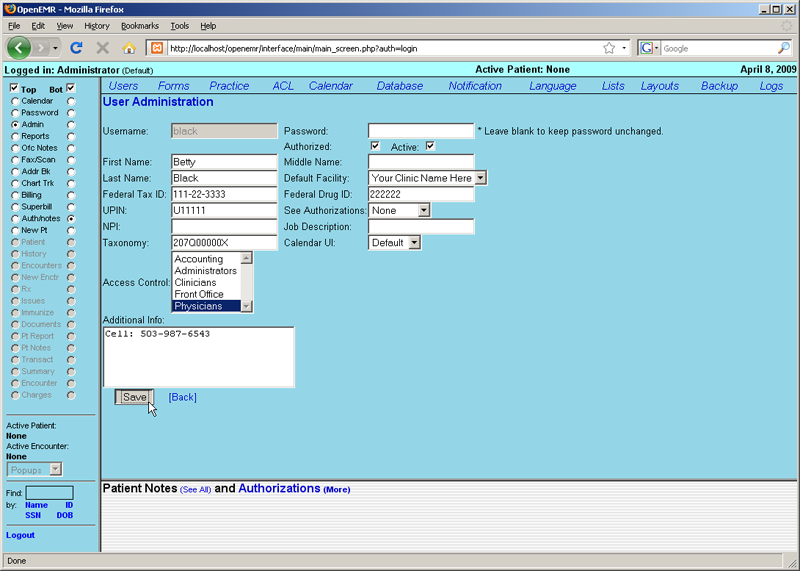 OpenEMR - Mozilla Firefox
File Edit View History Bookmarks Tools Help
http://localhost/openemr/interface/main/main_screen.php?auth=login
Google
Logged in: Administrator (Default) Active Patient: None April 8, 2009
Top Bot
Calendar
Password
Admin
Reports
Ofc Notes
Fax/Scan
Addr Bk
Chart Trk
Billing
Superbill
Auth/notes
New Pt
Patient
History
Encounters
New Enctr
Rx
Issues
Immunize
Documents
Pt Report
Pt Notes
Transact
Summary
Encounter
Charges
Active Patient:
None
Active Encounter:
None
Popups
Find:
by: Name ID
SSN DOB
Logout
Users Forms Practice ACL Calendar Database Notification Language Lists Layouts Backup Logs
User Administration
Username: black Password: * Leave blank to keep password unchanged.
Authorized: Active:
First Name: Betty Middle Name:
Last Name: Black Default Facility: Your Clinic Name Here
Federal Tax ID: 111-22-3333 Federal Drug ID: 222222
UPIN: U11111 See Authorizations: None
NPI: Job Description:
Taxonomy: 207Q00000X Calendar UI: Default
Access Control:
Accounting
Administrators
Clinicians
Front Office
Physicians
Additional Info:
Cell: 503-987-6543
Save [Back]
Patient Notes (See All) and Authorizations (More)
Done